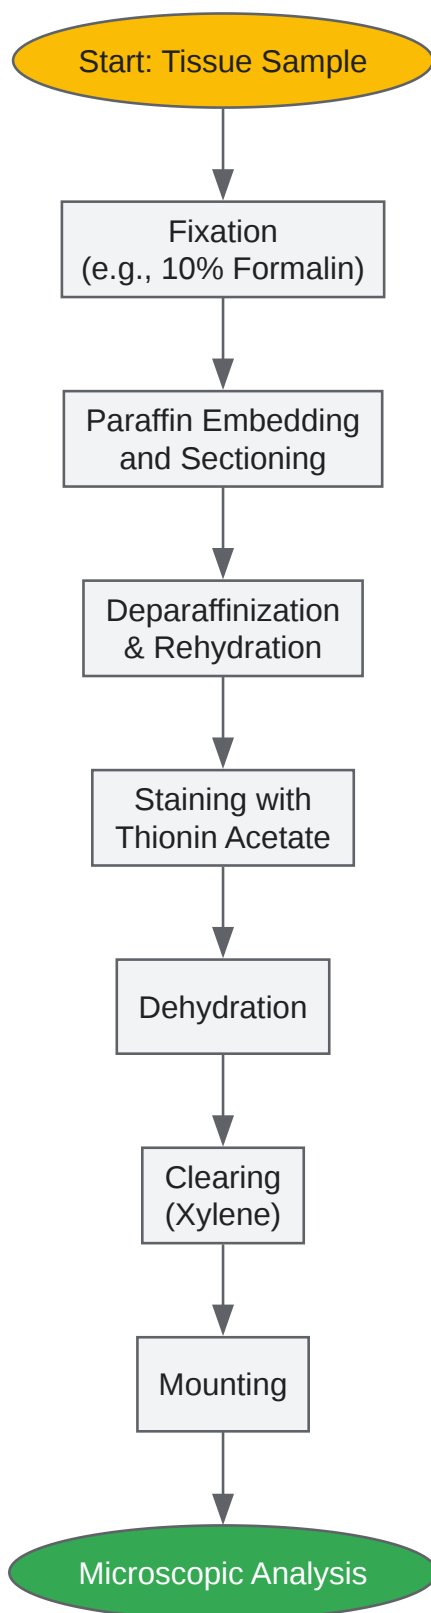 Start: Tissue Sample
Fixation
(e.g., 10% Formalin)
Paraffin Embedding
and Sectioning
Deparaffinization
& Rehydration
Staining with
Thionin Acetate
Dehydration
Clearing
(Xylene)
Mounting
Microscopic Analysis